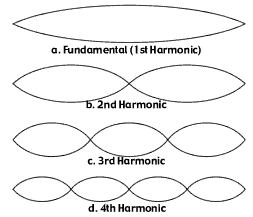 a. Fundamental (1st Harmonic)
b. 2nd Harmonic
c. 3rd Harmonic
d. 4th Harmonic